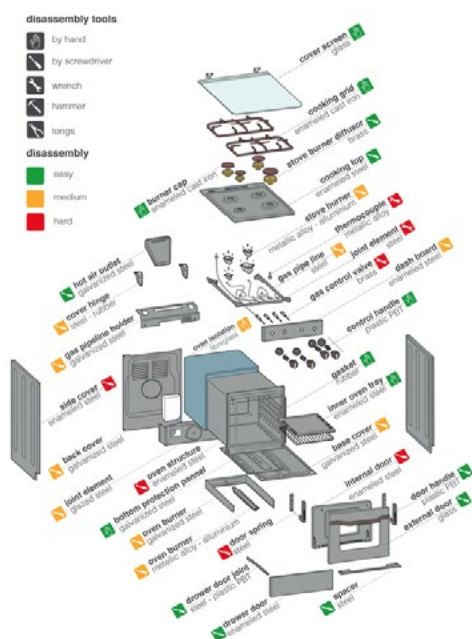 disassembly tools
by hand
by screwdriver
wrench
hammer
tongs
disassembly
easy
medium
hard
cover screen
glass
cooking grid
enameled cast iron
stove burner diffusor
brass
cooking top
enameled steel
burner cap
enameled cast iron
stove burner
metallic alloy - alluminium
thermocouple
metallic alloy
joint element
steel
gas pipe line
steel
gas control valve
brass
dash board
enameled steel
control handle
plastic PBT
hot air outlet
galvanized steel
cover hinge
steel - rubber
gas pipeline holder
galvanized steel
oven isolation
fibreglass
gasket
rubber
inner oven tray
enameled steel
side cover
enameled steel
back cover
galvanized steel
joint element
glazed steel
oven structure
enameled steel
bottom protection pannel
galvanized steel
oven burner
galvanized steel
oven burner
metallic alloy - alluminium
base cover
galvanized steel
internal door
enameled steel
door handle
plastic PBT
external door
glass
door spring
steel
drower door joint
steel - plastic PBT
drower door
enameled steel
spacer
steel